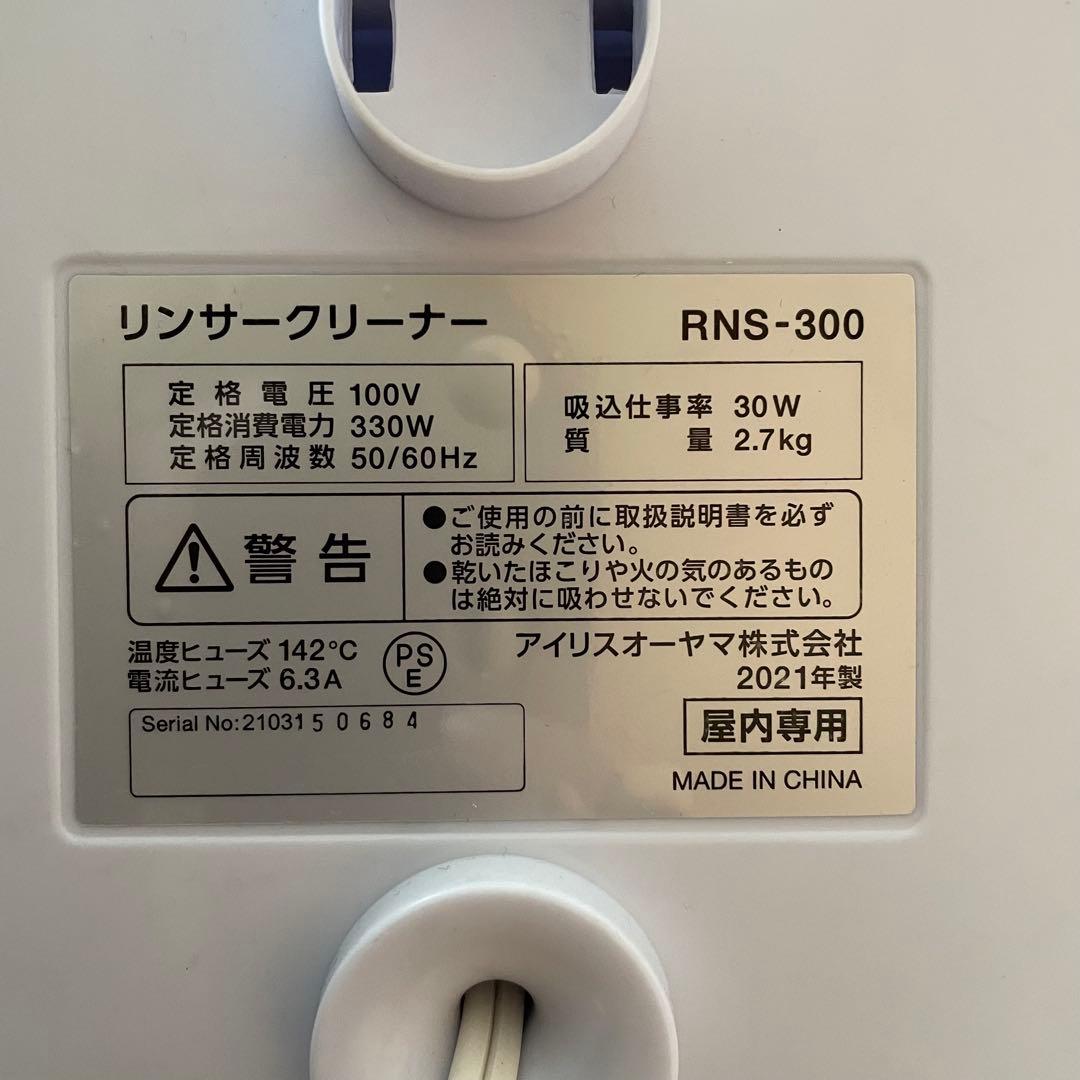 リンサークリーナー RNS-300
定格電圧 100V
定格消費電力 330W
定格周波数 50/60Hz
吸込仕事率 30W
質量 2.7kg
警告
●ご使用の前に取扱説明書を必ず
お読みください。
●乾いたほこりや火の気のあるもの
は絶対に吸わせないでください。
温度ヒューズ 142℃
電流ヒューズ 6.3A
PS
E
アイリスオーヤマ株式会社
2021年製
Serial No:210315 0 6 8 4
屋内専用
MADE IN CHINA